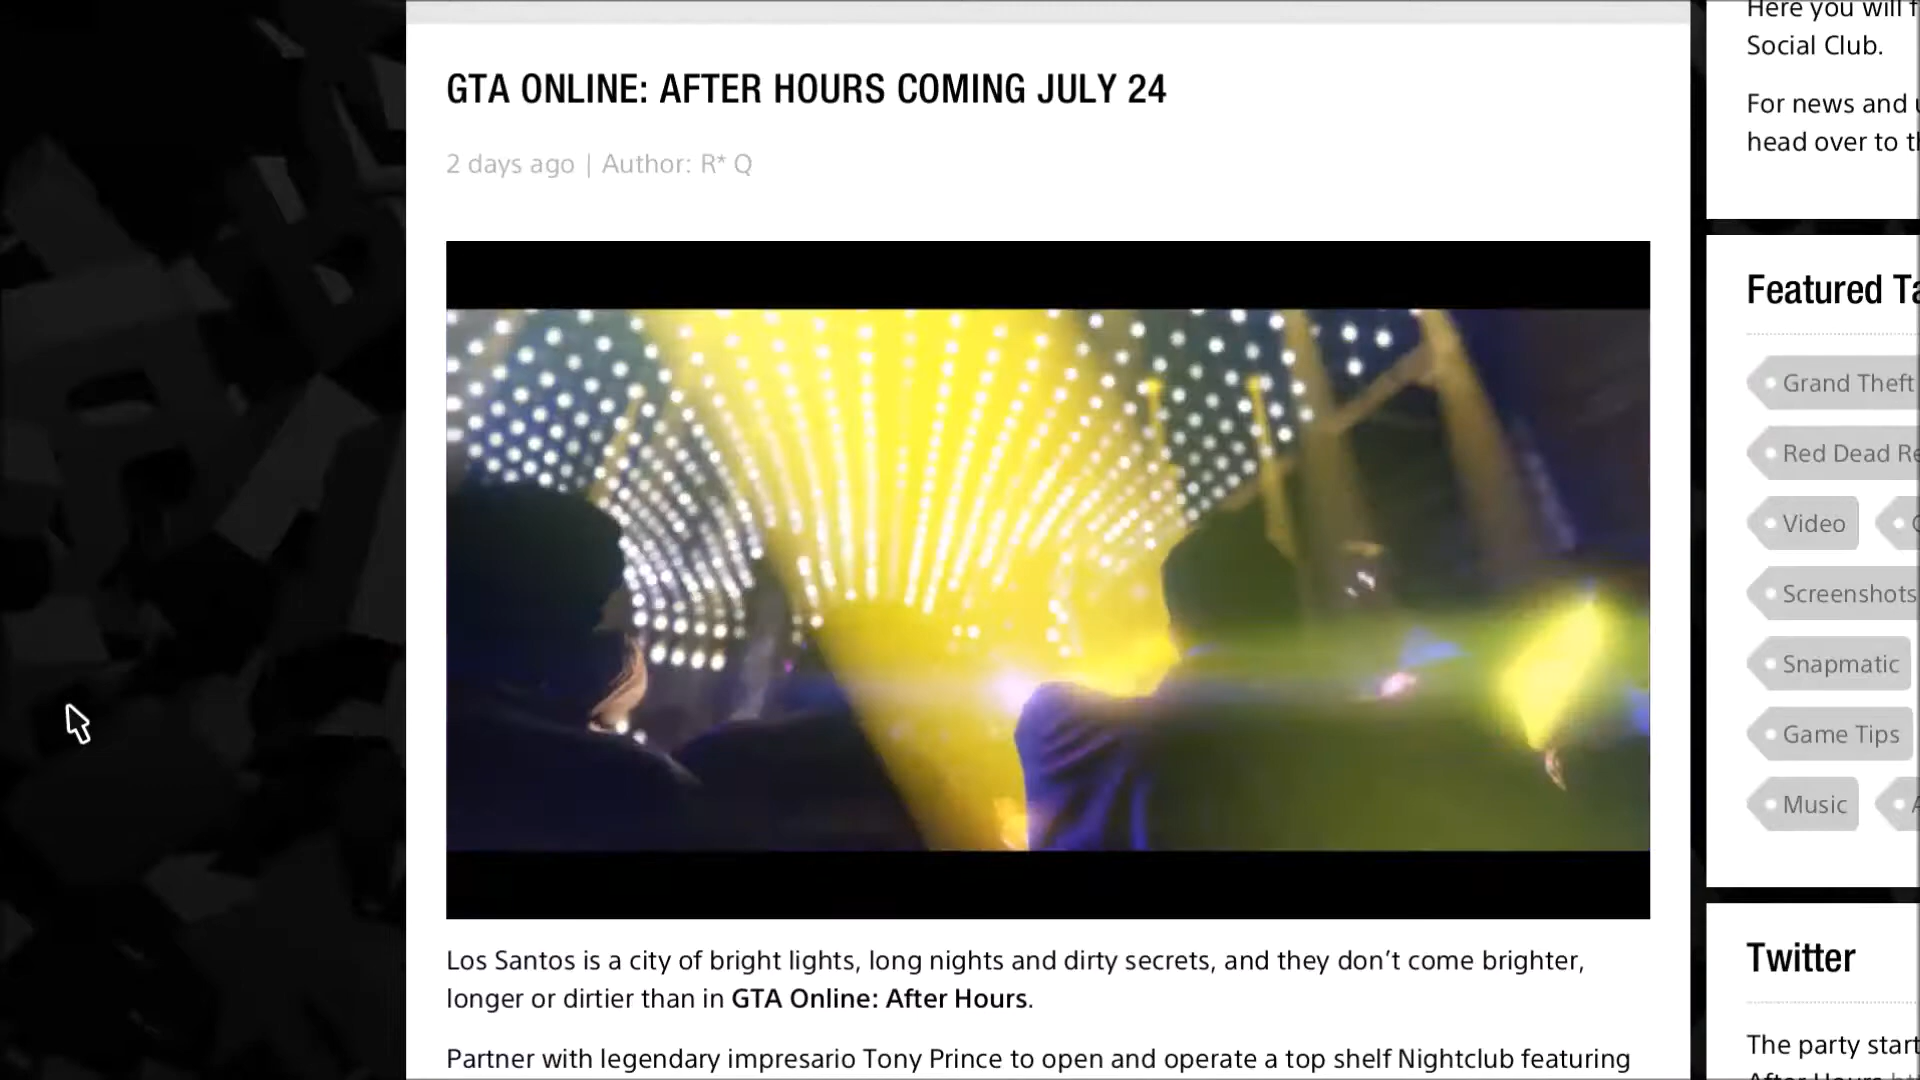 GTA ONLINE: AFTER HOURS COMING JULY 24
2 days ago | Author: R* Q
Los Santos is a city of bright lights, long nights and dirty secrets, and they don’t come brighter,
longer or dirtier than in GTA Online: After Hours.
Partner with legendary impresario Tony Prince to open and operate a top shelf Nightclub featuring
Here you will
Social Club.
For news and
head over to
Featured
Grand Theft
Red Dead
Video
Screenshots
Snapmatic
Game Tips
Music
Twitter
The party start
After Hours